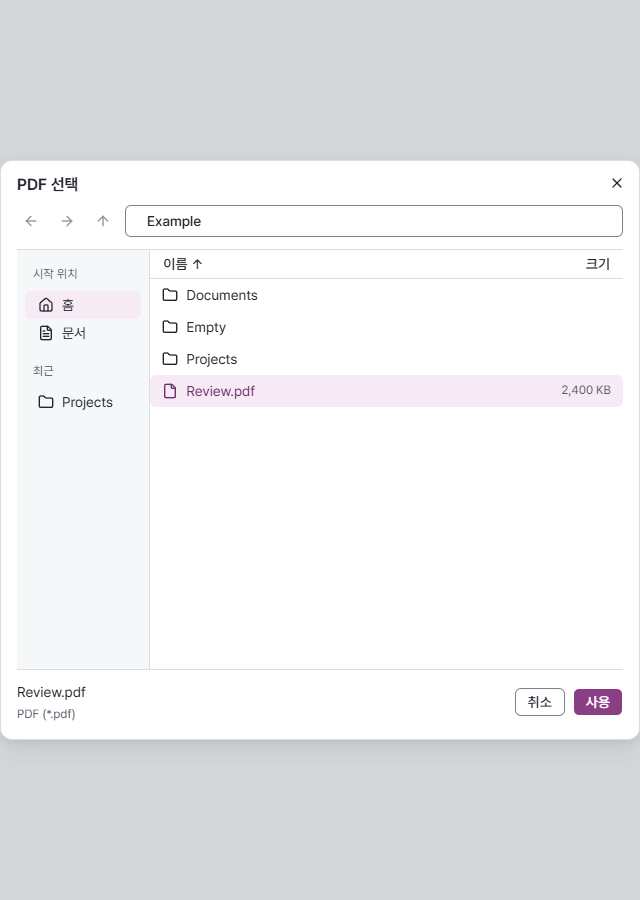 PDF 선택
Example
시작 위치
홈
문서
최근
Projects
이름
크기
Documents
Empty
Projects
Review.pdf 2,400 KB
Review.pdf
PDF (*.pdf)
취소
사용